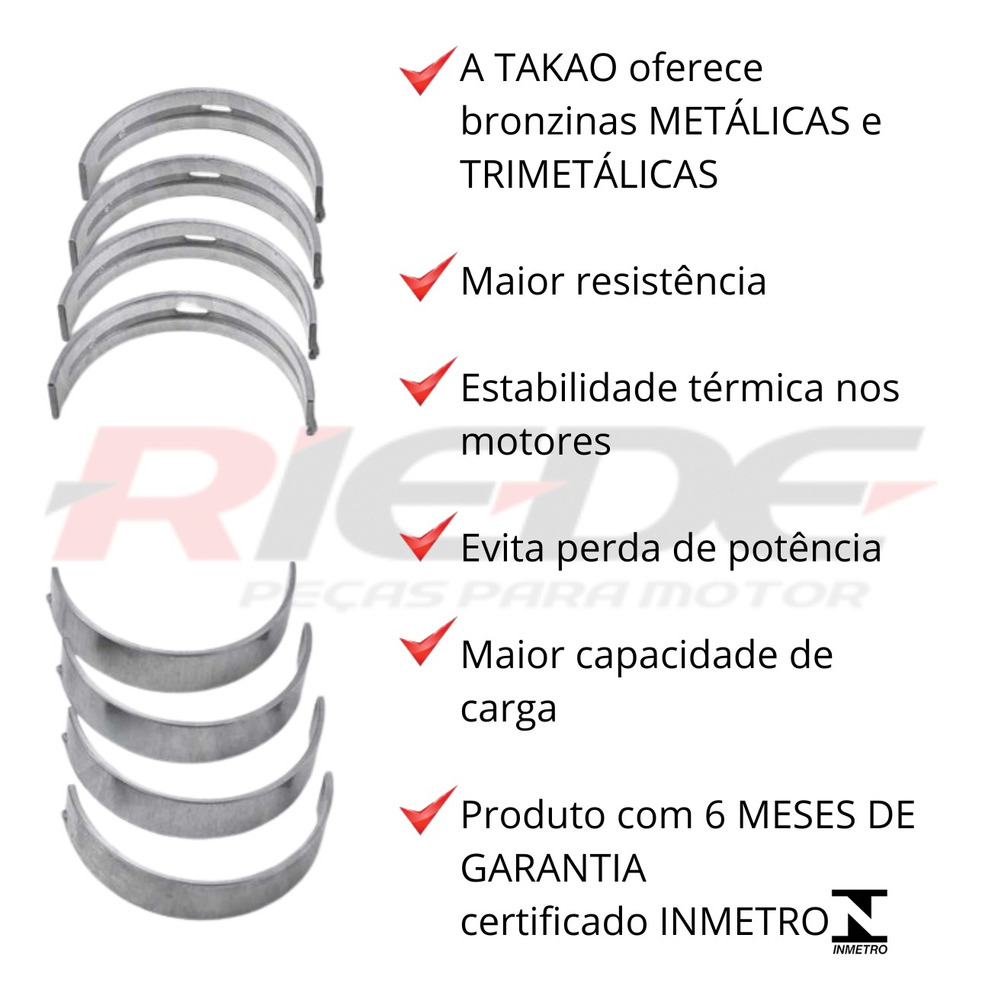 A TAKAO oferece
bronzinas METÁLICAS e
TRIMETÁLICAS
Maior resistência
Estabilidade térmica nos
motores
RIEDE
PEÇAS PARA MOTOR
Evita perda de potência
Maior capacidade de
carga
Produto com 6 MESES DE
GARANTIA
certificado INMETRO
INMETRO